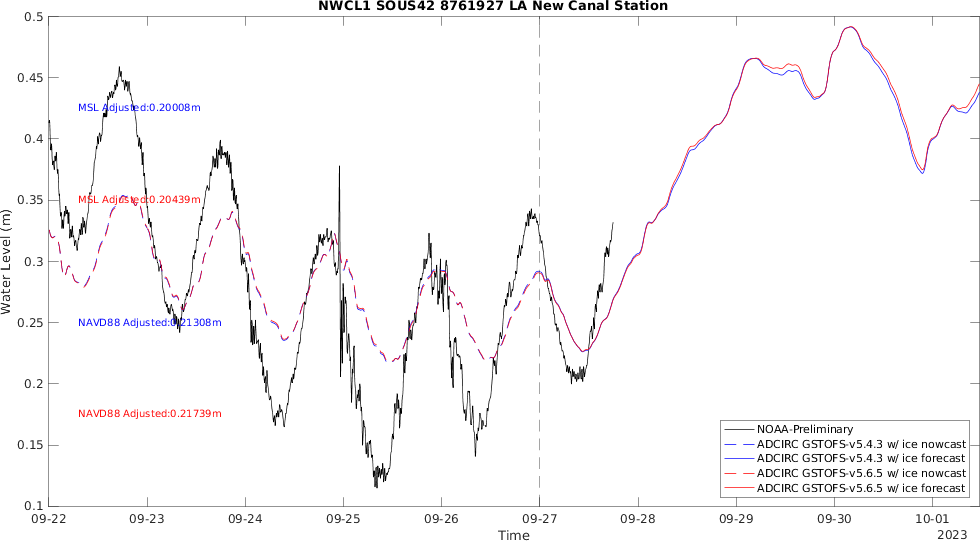 NWCL1 SOUS42 8761927 LA New Canal Station
0.5
0.45
0.4
0.35
0.3
0.25
0.2
0.15
0.1
Water Level (m)
MSL Adjusted:0.20008m
MSL Adjusted:0.20439m
NAVD88 Adjusted:0.21308m
NAVD88 Adjusted:0.21739m
NOAA-Preliminary
ADCIRC GSTOFS-v5.4.3 w/ ice nowcast
ADCIRC GSTOFS-v5.4.3 w/ ice forecast
ADCIRC GSTOFS-v5.6.5 w/ ice nowcast
ADCIRC GSTOFS-v5.6.5 w/ ice forecast
09-22 09-23 09-24 09-25 09-26 09-27 09-28 09-29 09-30 10-01
Time
2023